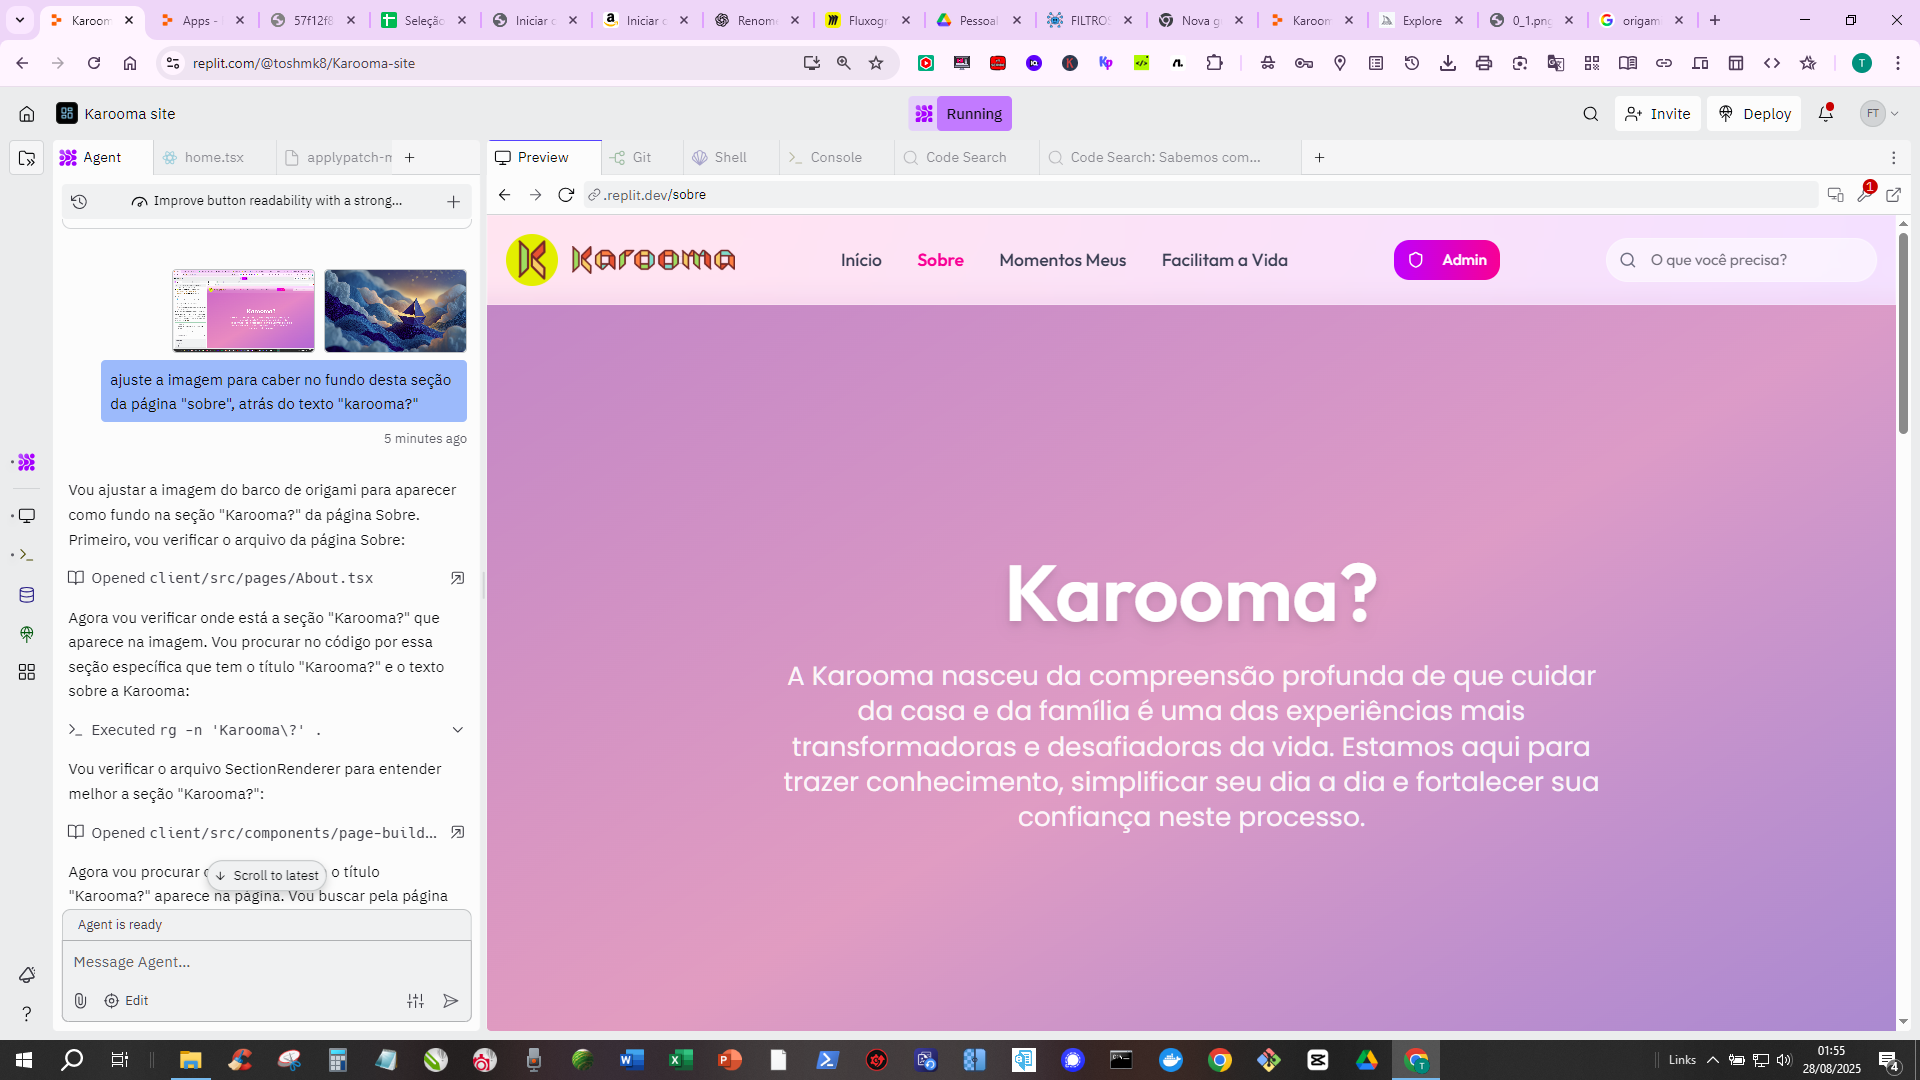 Karoom
Apps -
57f12f8
Seleção
Iniciar c
Iniciar c
Renome
Fluxogr
Pessoal
FILTROS
Nova g
Karoom
Explore
0_1.png
origam
replit.com/@toshmk8/Karooma-site
T
Karooma site
Running
Invite
Deploy
FT
Agent
home.tsx
applypatch-m
Preview
Git
Shell
Console
Code Search
Code Search: Sabemos com...
Improve button readability with a strong...
.replit.dev/sobre
1
Karooma
Início
Sobre
Momentos Meus
Facilitam a Vida
Admin
O que você precisa?
ajuste a imagem para caber no fundo desta seção
da página "sobre", atrás do texto "karooma?"
5 minutes ago
Vou ajustar a imagem do barco de origami para aparecer
como fundo na seção "Karooma?" da página Sobre.
Primeiro, vou verificar o arquivo da página Sobre:
Opened client/src/pages/About.tsx
Agora vou verificar onde está a seção "Karooma?" que
aparece na imagem. Vou procurar no código por essa
seção específica que tem o título "Karooma?" e o texto
sobre a Karooma:
Executed rg -n 'Karooma\?' .
Vou verificar o arquivo SectionRenderer para entender
melhor a seção "Karooma?":
Opened client/src/components/page-build...
Agora vou procurar o título
Scroll to latest
"Karooma?" aparece na página. Vou buscar pela página
Agent is ready
Message Agent...
Edit
Karooma?
A Karooma nasceu da compreensão profunda de que cuidar
da casa e da família é uma das experiências mais
transformadoras e desafiadoras da vida. Estamos aqui para
trazer conhecimento, simplificar seu dia a dia e fortalecer sua
confiança neste processo.
Links
01:55
28/08/2025
4